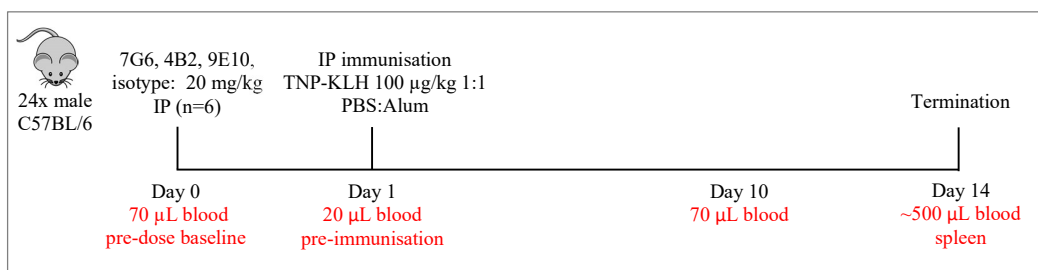 24x male
C57BL/6
7G6, 4B2, 9E10,
isotype: 20 mg/kg
IP (n=6)
IP immunisation
TNP-KLH 100 µg/kg 1:1
PBS:Alum
Termination
Day 0
70 µL blood
pre-dose baseline
Day 1
20 µL blood
pre-immunisation
Day 10
70 µL blood
Day 14
~500 µL blood
spleen